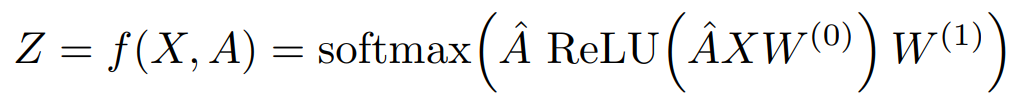 Z = f(X, A) = softmax(Â ReLU(ÂXW⁽⁰⁾) W⁽¹⁾)